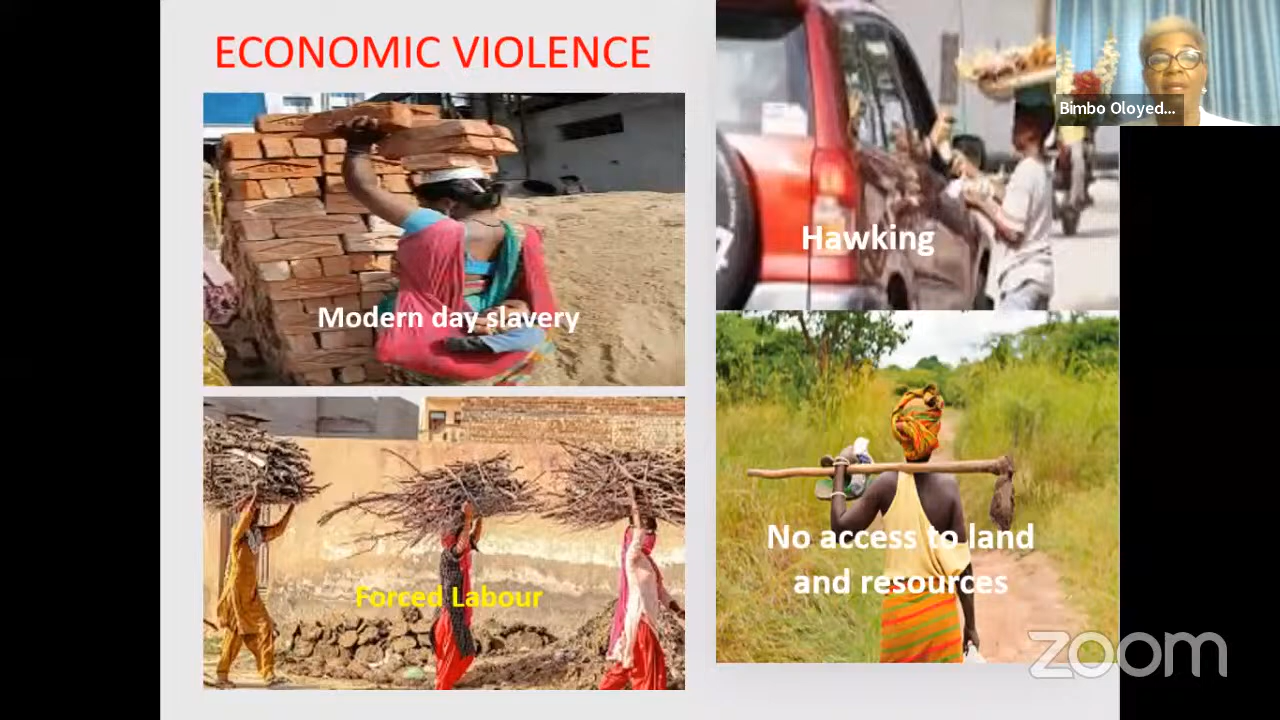 ECONOMIC VIOLENCE
Modern day slavery
Hawking
Forced Labour
No access to land
and resources
Bimbo Oloyed...
zoom